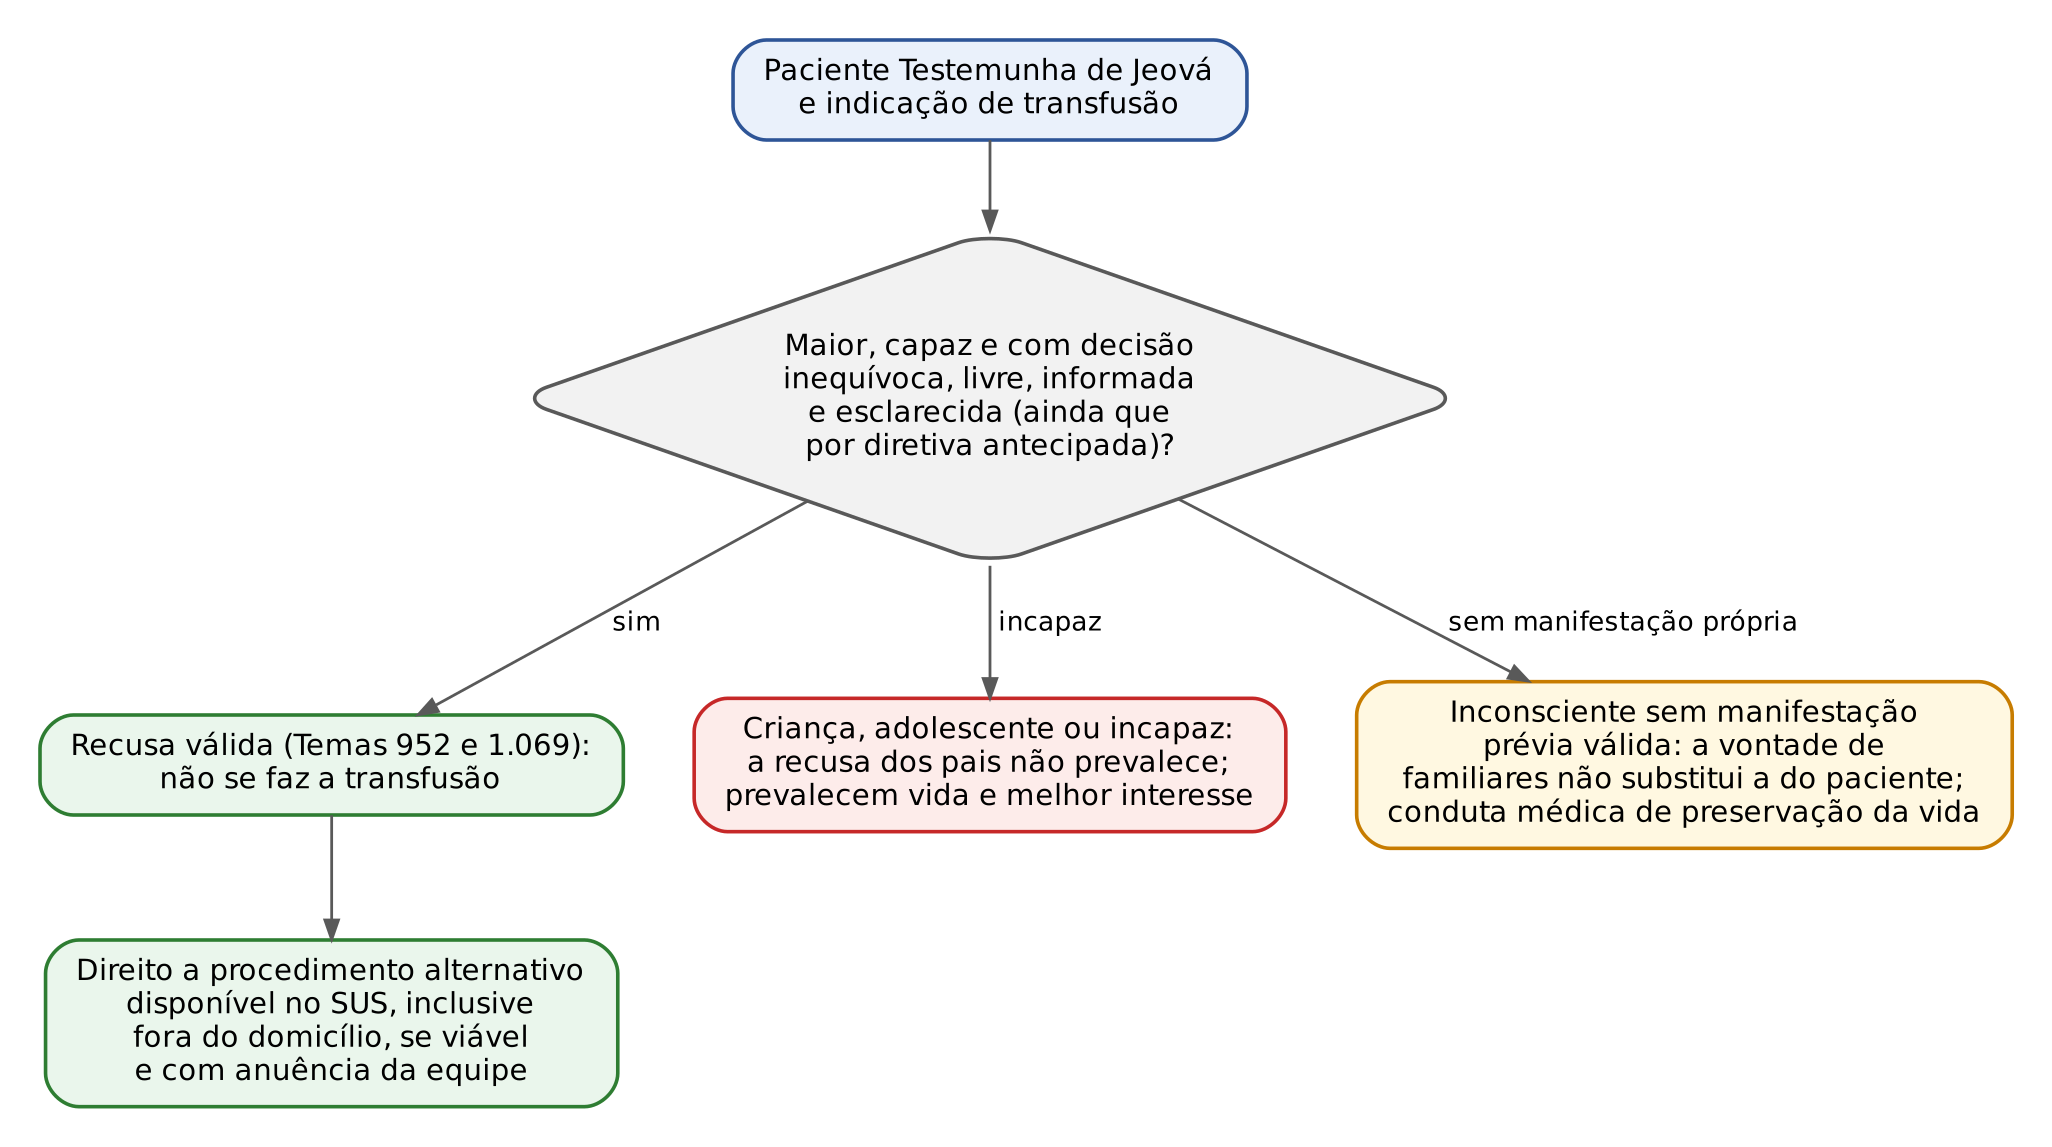 Paciente Testemunha de Jeová
e indicação de transfusão
Maior, capaz e com decisão
inequívoca, livre, informada
e esclarecida (ainda que
por diretiva antecipada)?
sim
incapaz
sem manifestação própria
Recusa válida (Temas 952 e 1.069):
não se faz a transfusão
Criança, adolescente ou incapaz:
a recusa dos pais não prevalece;
prevalecem vida e melhor interesse
Inconsciente sem manifestação
prévia válida: a vontade de
familiares não substitui a do paciente;
conduta médica de preservação da vida
Direito a procedimento alternativo
disponível no SUS, inclusive
fora do domicílio, se viável
e com anuência da equipe